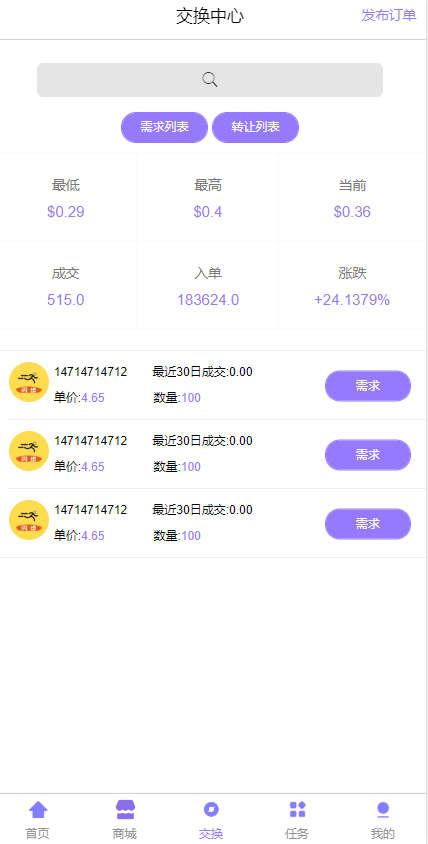 交换中心 发布订单
需求列表 转让列表
最低 最高 当前
$0.29 $0.4 $0.36
成交 入单 涨跌
515.0 183624.0 +24.1379%
14714714712 最近30日成交:0.00
单价:4.65 数量:100 需求
14714714712 最近30日成交:0.00
单价:4.65 数量:100 需求
14714714712 最近30日成交:0.00
单价:4.65 数量:100 需求
首页 商城 交换 任务 我的